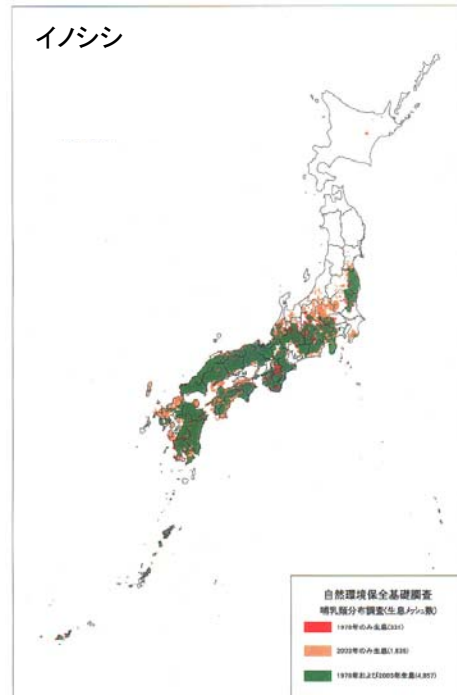 イノシシ
自然環境保全基礎調査
哺乳類分布調査(生息メッシュ数)
1978年のみ生息(331)
2003年のみ生息(1,838)
1978年および2003年生息(4,957)